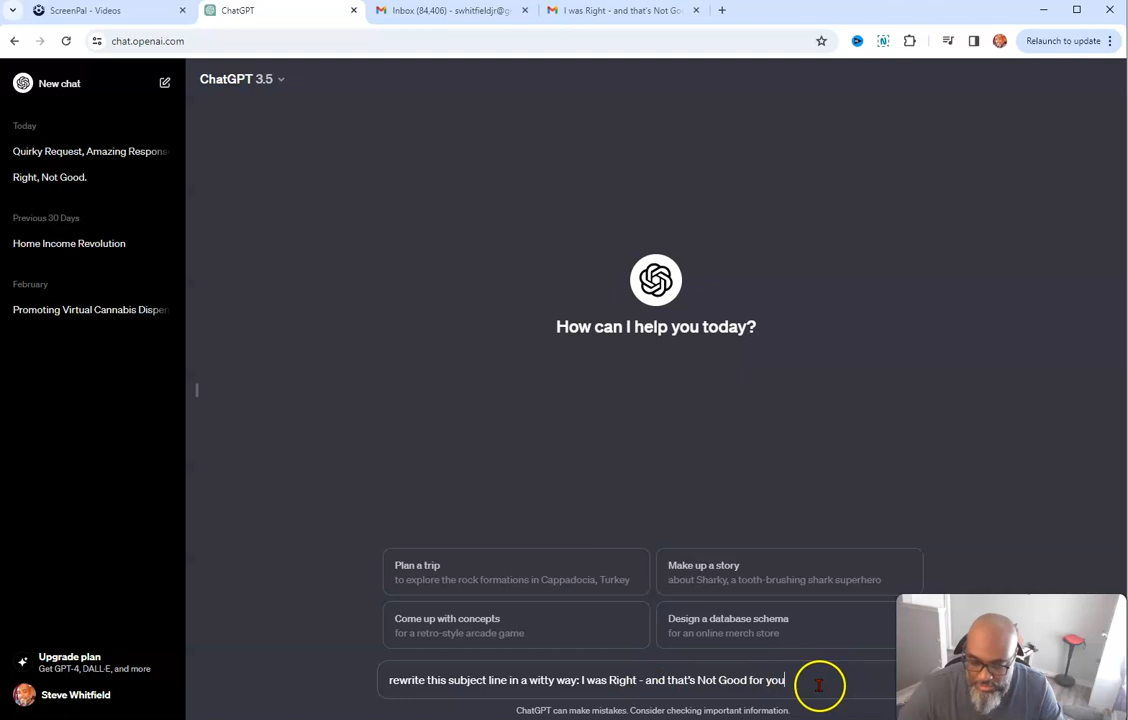 ScreenPal - Videos
ChatGPT
Inbox (84,406) - swhitfieldjr@g
I was Right - and that's Not Go
chat.openai.com
Relaunch to update
New chat
ChatGPT 3.5
Today
Quirky Request, Amazing Respons
Right, Not Good.
Previous 30 Days
Home Income Revolution
February
Promoting Virtual Cannabis Dispen
How can I help you today?
Plan a trip
to explore the rock formations in Cappadocia, Turkey
Make up a story
about Sharky, a tooth-brushing shark superhero
Come up with concepts
for a retro-style arcade game
Design a database schema
for an online merch store
Upgrade plan
Get GPT-4, DALL·E, and more
Steve Whitfield
rewrite this subject line in a witty way: I was Right - and that's Not Good for you
ChatGPT can make mistakes. Consider checking important information.